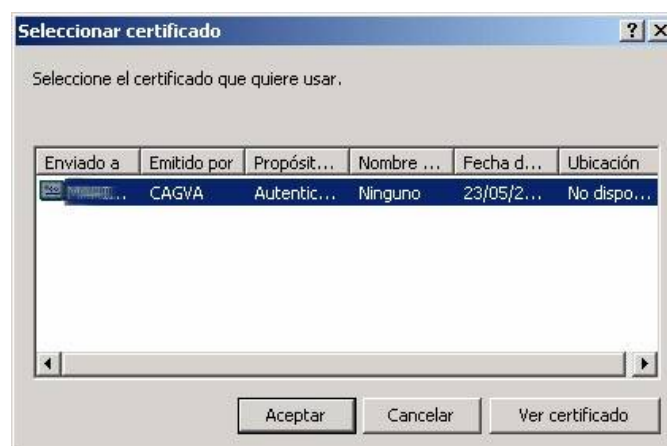 Seleccionar certificado
Seleccione el certificado que quiere usar.
Enviado a Emitido por Propósit... Nombre ... Fecha d... Ubicación
CAGVA Autentic... Ninguno 23/05/2... No dispo...
Aceptar Cancelar Ver certificado